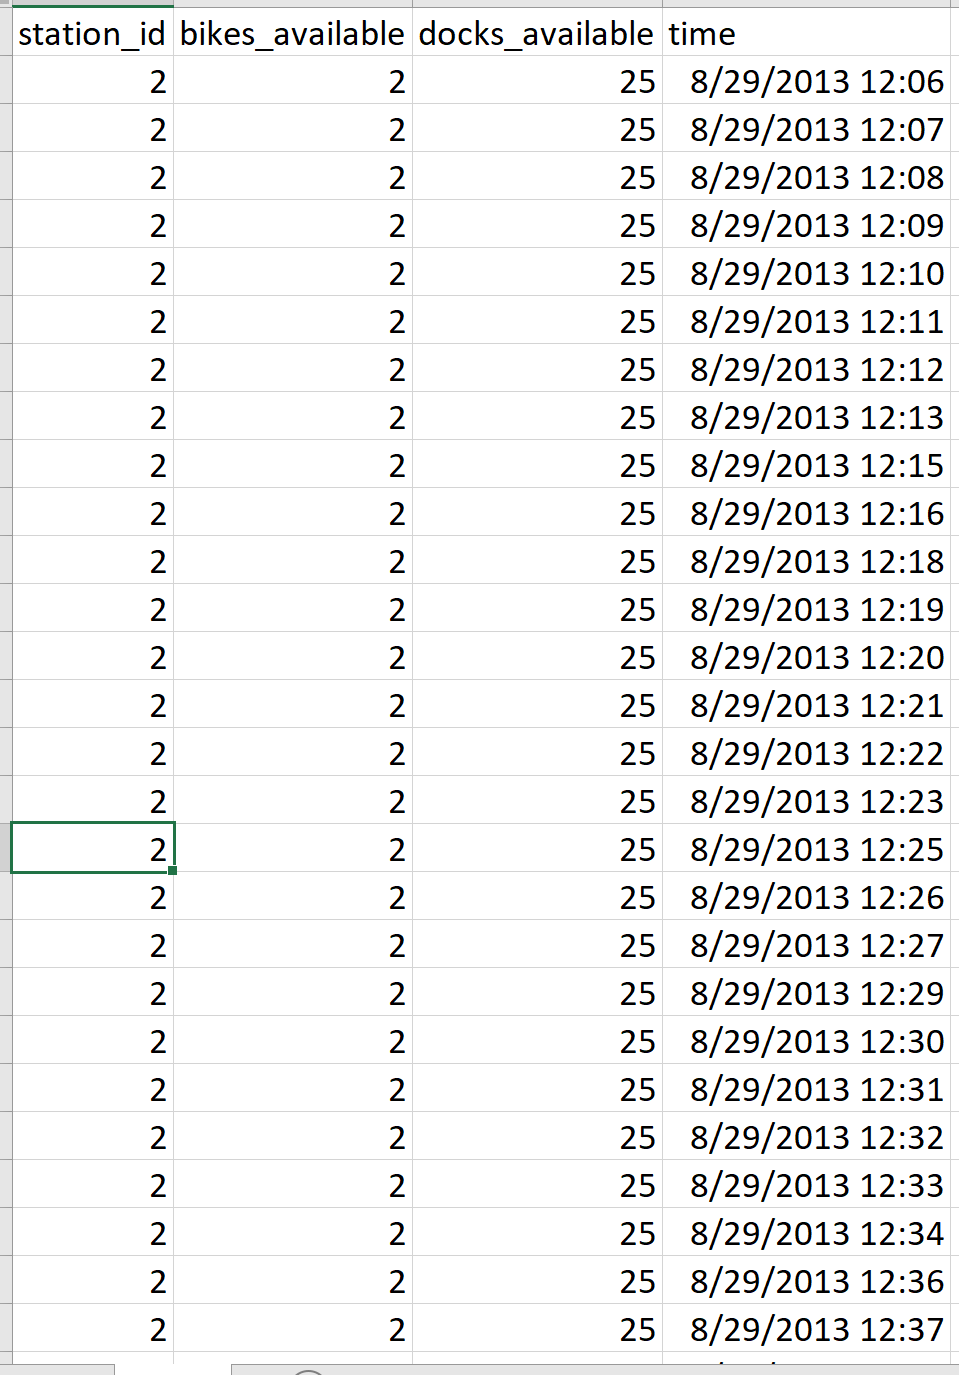 station_id bikes_available docks_available time
2 2 25 8/29/2013 12:06
2 2 25 8/29/2013 12:07
2 2 25 8/29/2013 12:08
2 2 25 8/29/2013 12:09
2 2 25 8/29/2013 12:10
2 2 25 8/29/2013 12:11
2 2 25 8/29/2013 12:12
2 2 25 8/29/2013 12:13
2 2 25 8/29/2013 12:15
2 2 25 8/29/2013 12:16
2 2 25 8/29/2013 12:18
2 2 25 8/29/2013 12:19
2 2 25 8/29/2013 12:20
2 2 25 8/29/2013 12:21
2 2 25 8/29/2013 12:22
2 2 25 8/29/2013 12:23
2 2 25 8/29/2013 12:25
2 2 25 8/29/2013 12:26
2 2 25 8/29/2013 12:27
2 2 25 8/29/2013 12:29
2 2 25 8/29/2013 12:30
2 2 25 8/29/2013 12:31
2 2 25 8/29/2013 12:32
2 2 25 8/29/2013 12:33
2 2 25 8/29/2013 12:34
2 2 25 8/29/2013 12:36
2 2 25 8/29/2013 12:37